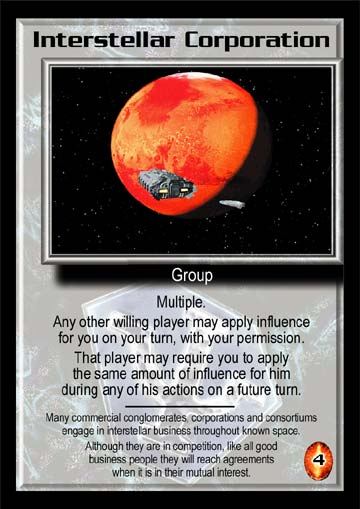 Interstellar Corporation
Group
Multiple.
Any other willing player may apply influence
for you on your turn, with your permission.
That player may require you to apply
the same amount of influence for him
during any of his actions on a future turn.
Many commercial conglomerates, corporations and consortiums
engage in interstellar business throughout known space.
Although they are in competition, like all good
business people they will reach agreements
when it is in their mutual interest.
4